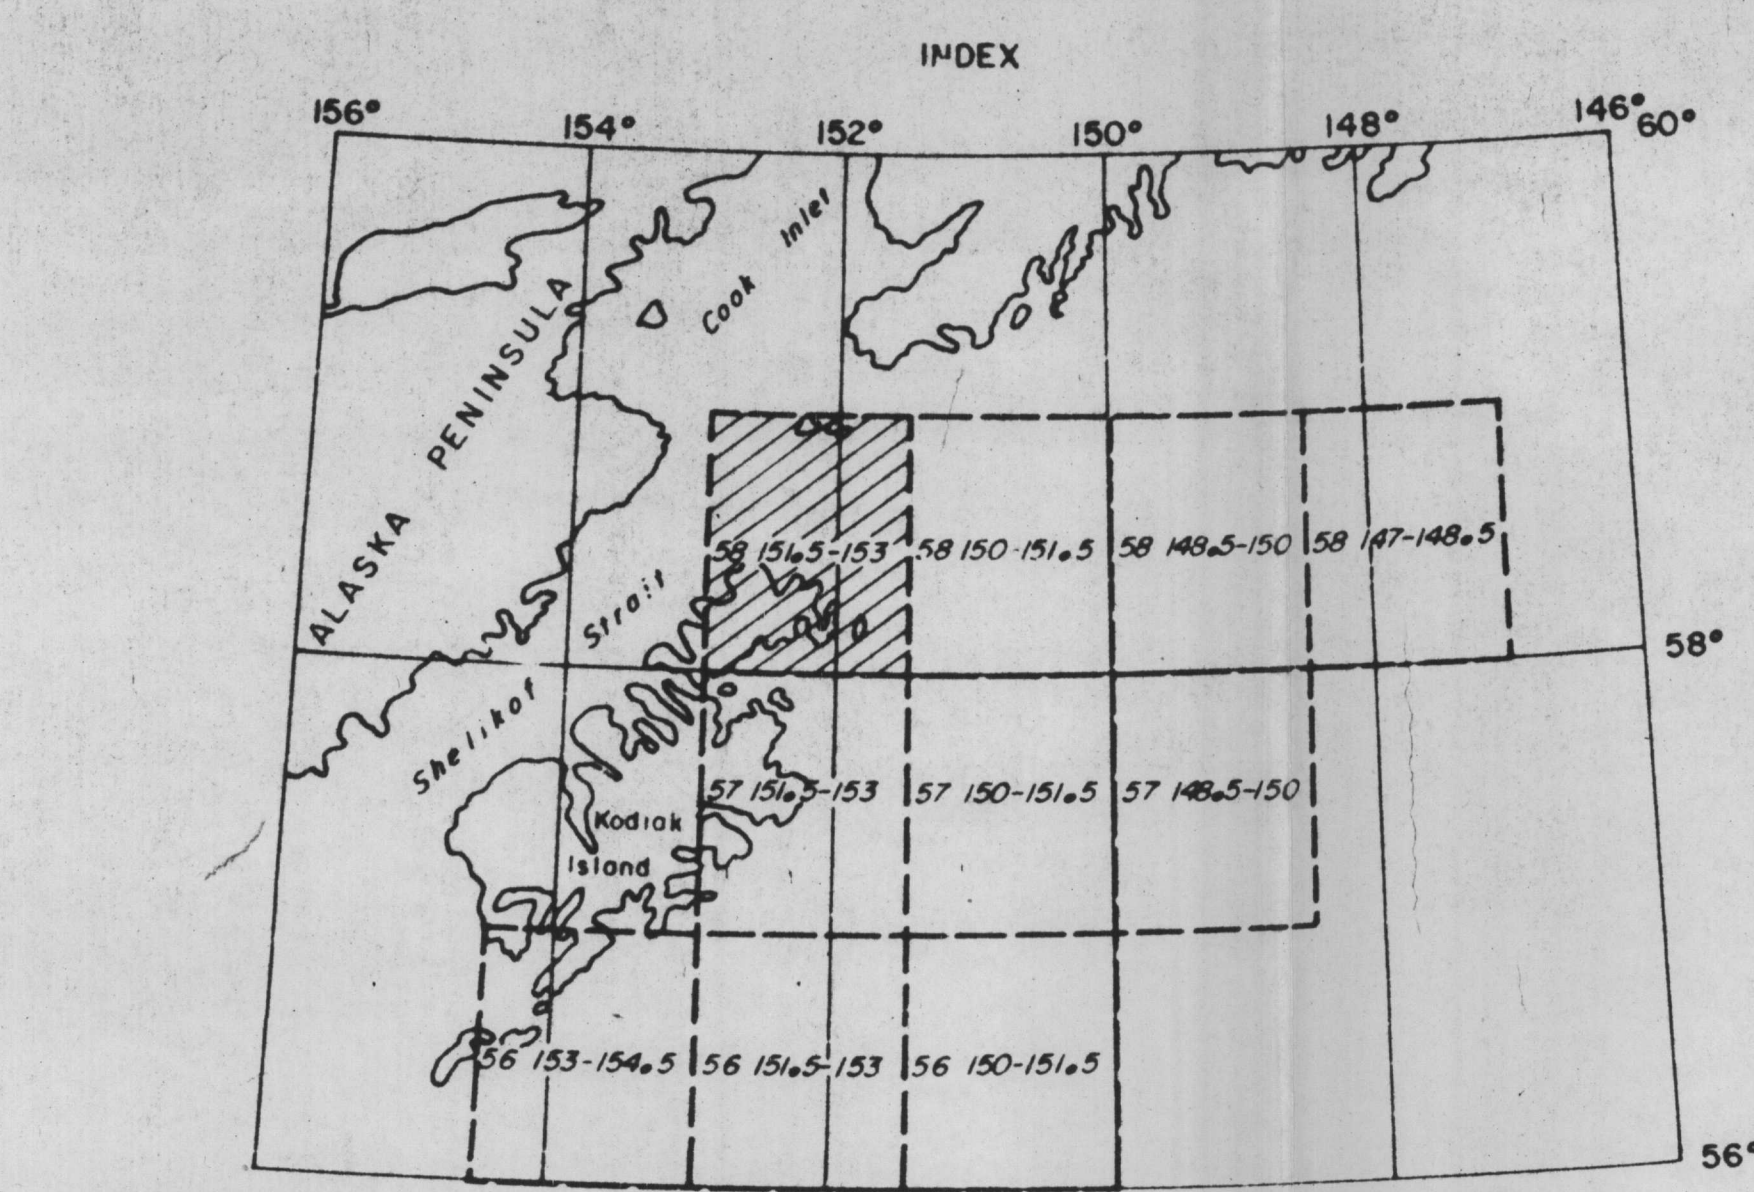 INDEX
156° 154° 152° 150° 148° 146°
60°
Cook Inlet
ALASKA PENINSULA
58 151.5-153 58 150-151.5 58 148.5-150 58 147-148.5
Shelikof Strait
58°
57 151.5-153 57 150-151.5 57 148.5-150
Kodiak
Island
56 153-154.5 56 151.5-153 56 150-151.5
56°